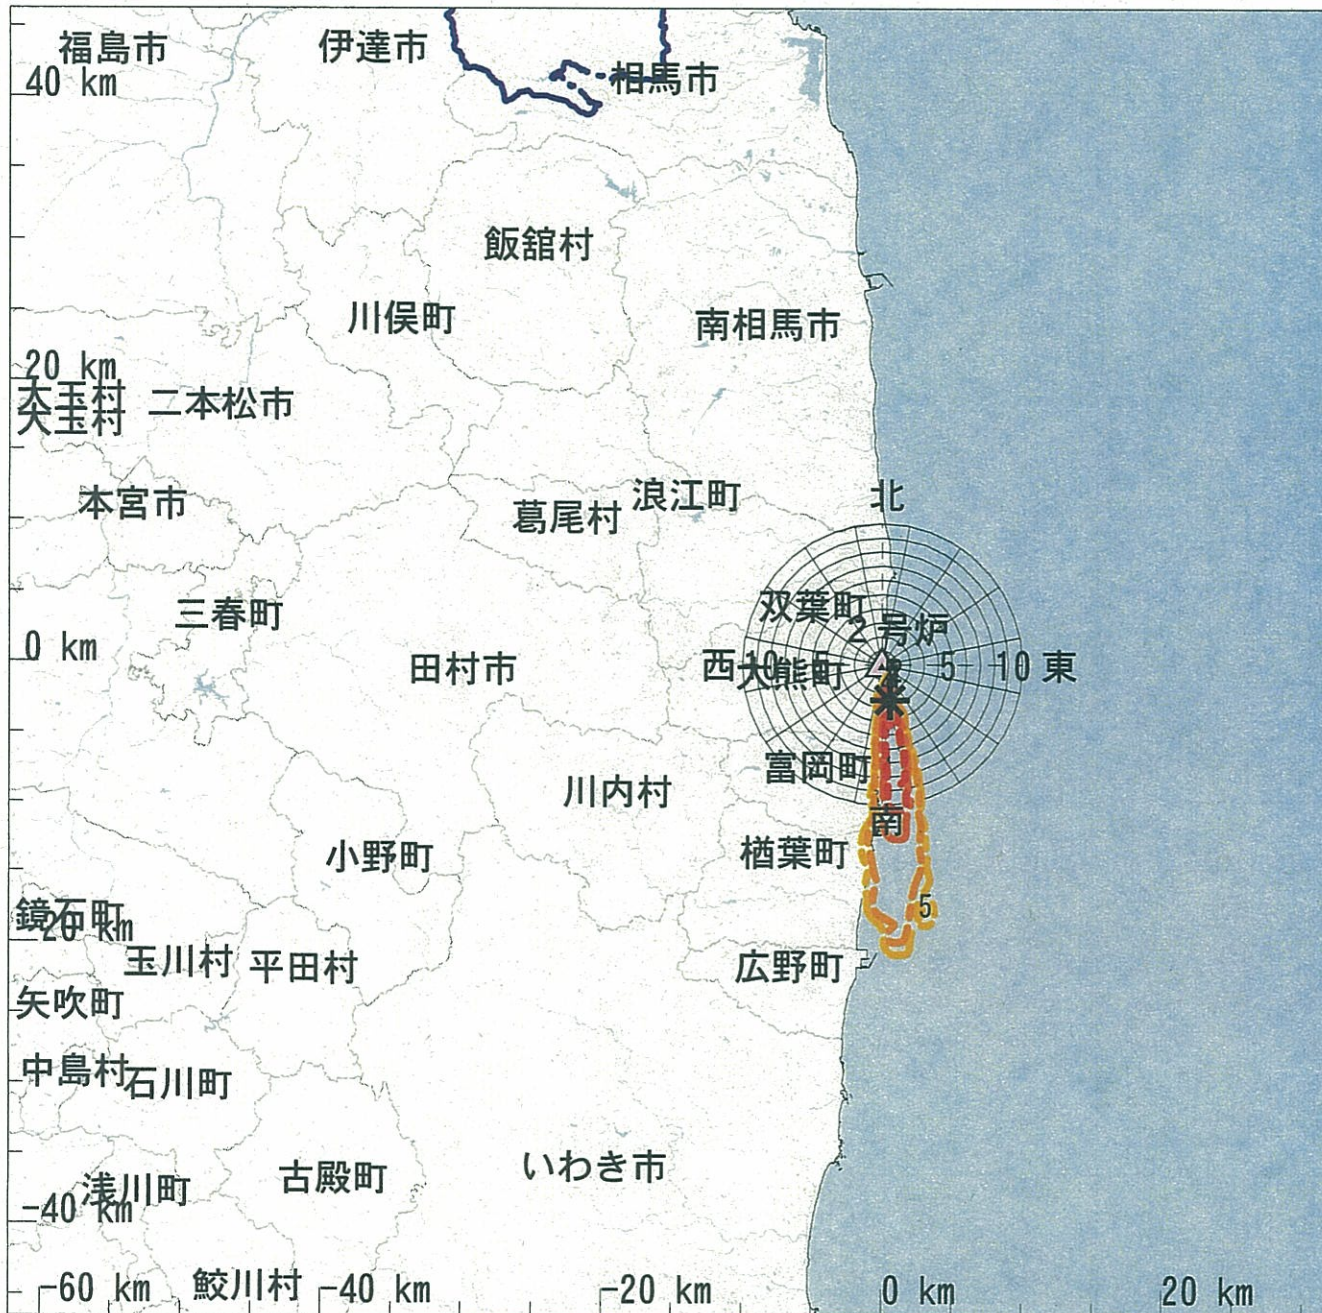 福島市
伊達市
相馬市
40 km
飯舘村
川俣町
南相馬市
20 km
大玉村
二本松市
大玉村
本宮市
葛尾村
浪江町
北
三春町
双葉町
2号炉
0 km
田村市
西 10 5
大熊町
5 10 東
川内村
富岡町
南
小野町
楢葉町
鏡石町
-20 km
5
玉川村
平田村
広野町
矢吹町
中島村
石川町
いわき市
浅川町
古殿町
-40 km
-60 km
鮫川村
-40 km
-20 km
0 km
20 km